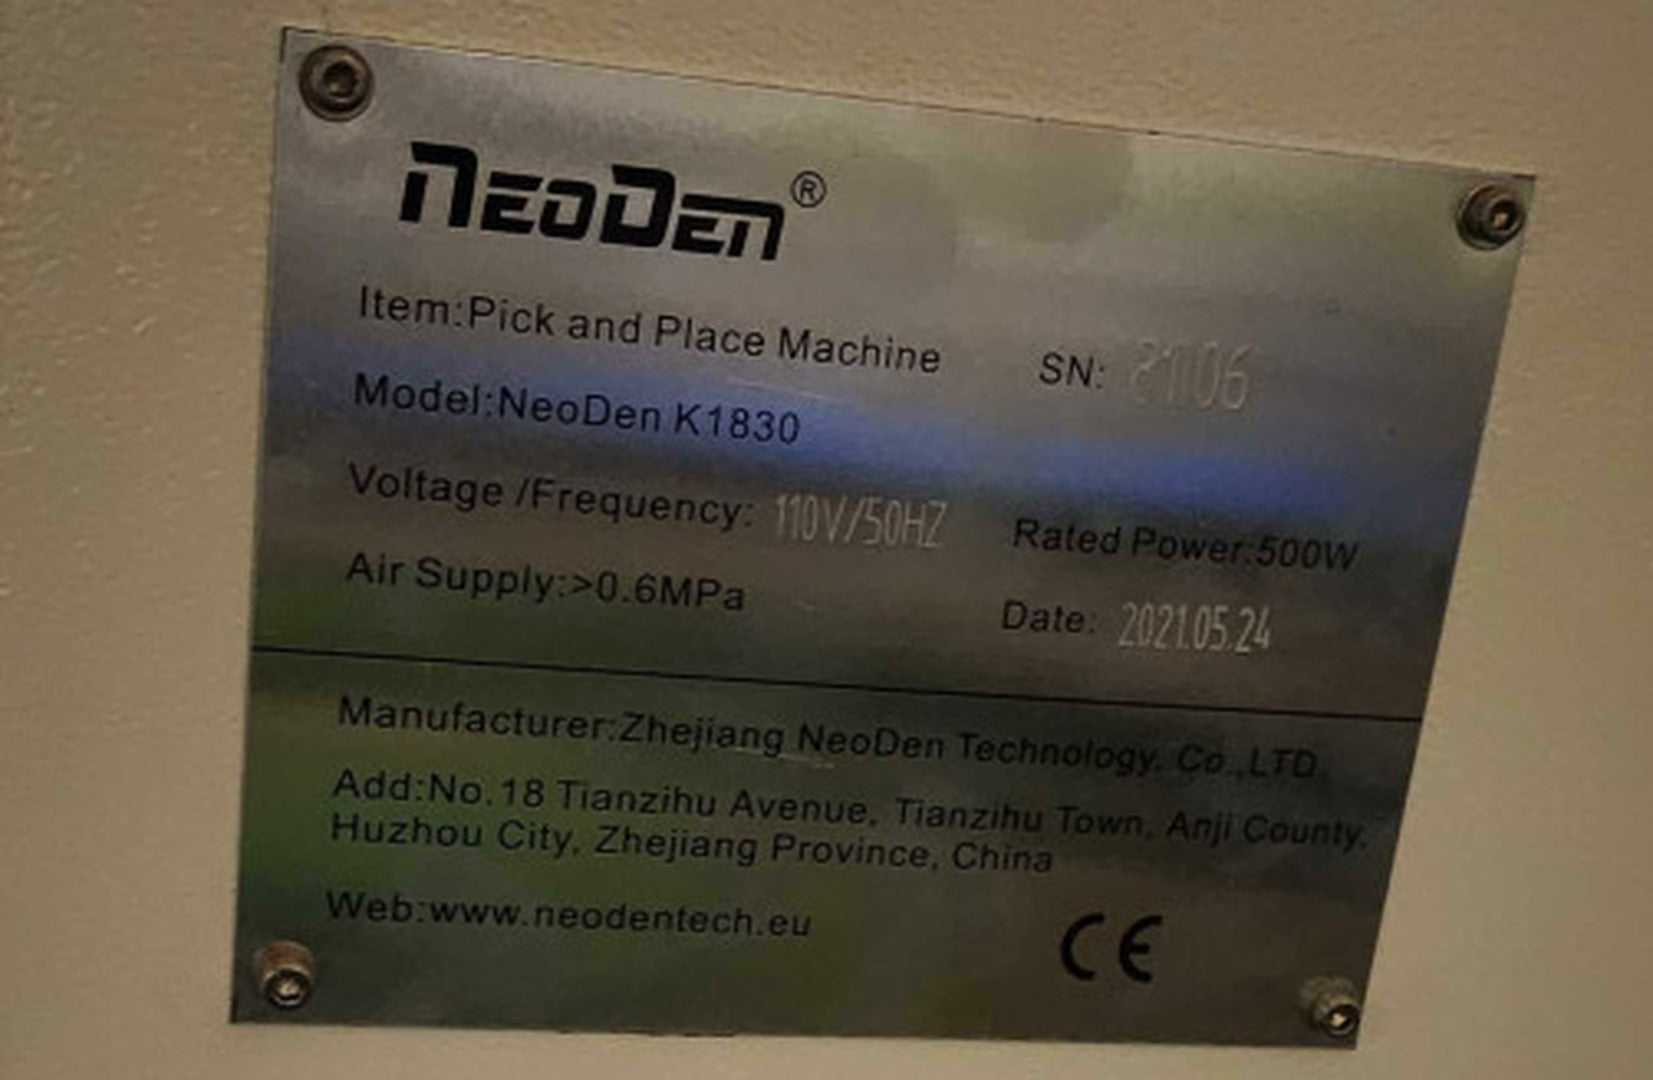 NEODEN®
Item:Pick and Place Machine SN: 21106
Model:NeoDen K1830
Voltage /Frequency: 110V/50HZ Rated Power:500W
Air Supply:>0.6MPa Date: 2021.05.24
Manufacturer:Zhejiang NeoDen Technology, Co.,LTD.
Add:No.18 Tianzihu Avenue, Tianzihu Town, Anji County,
Huzhou City, Zhejiang Province, China
Web:www.neodentech.eu CE